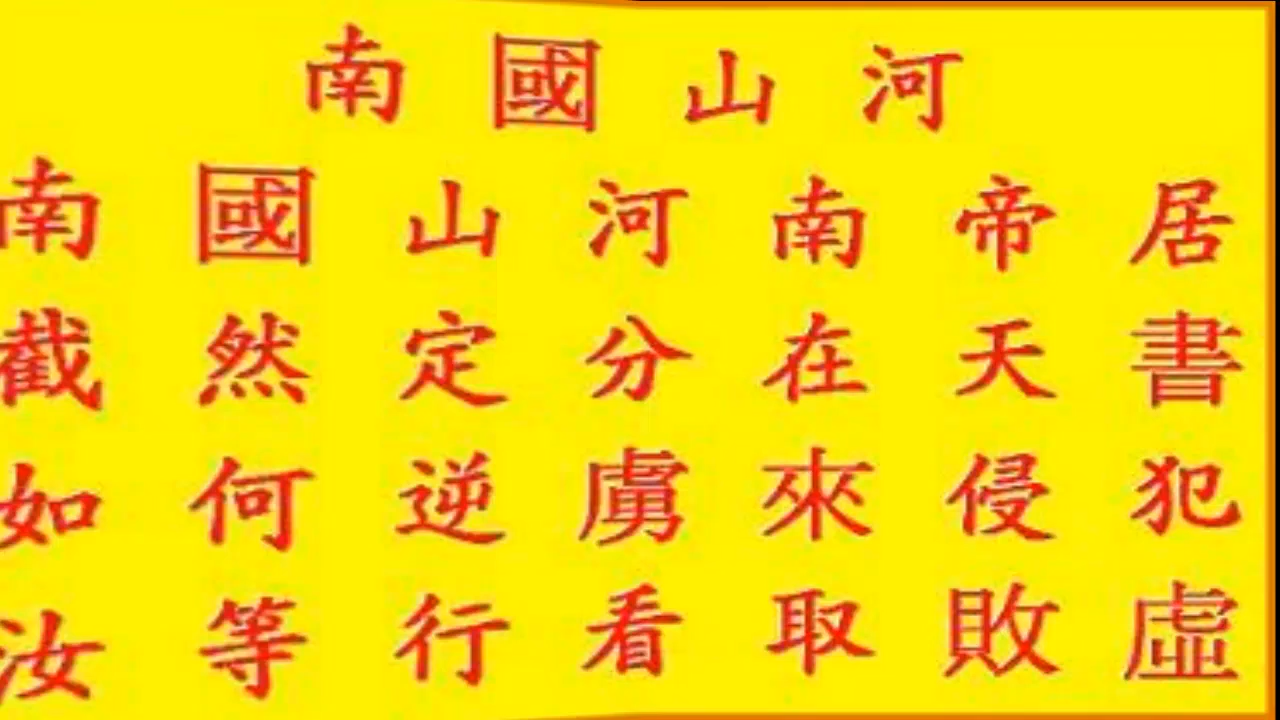 南國山河
南國山河南帝居
截然定分在天書
如何逆虜來侵犯
汝等行看取敗虛